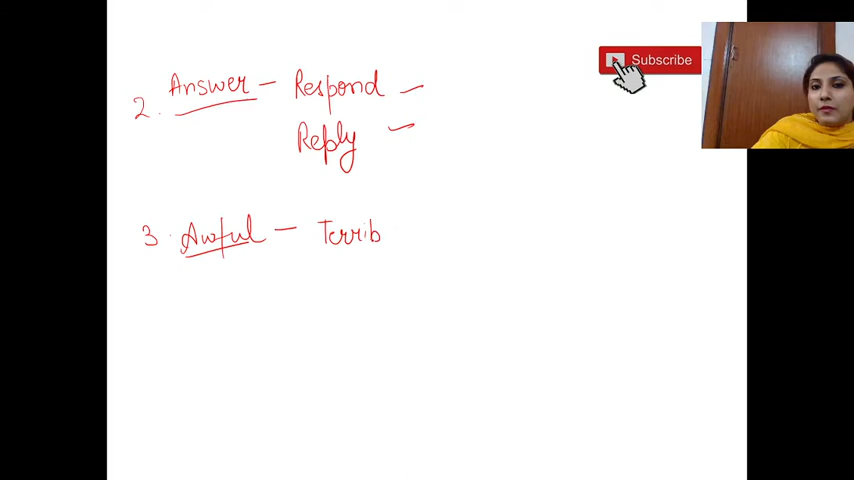 Subscribe
2. Answer - Respond
Reply
3. Awful - Terrib